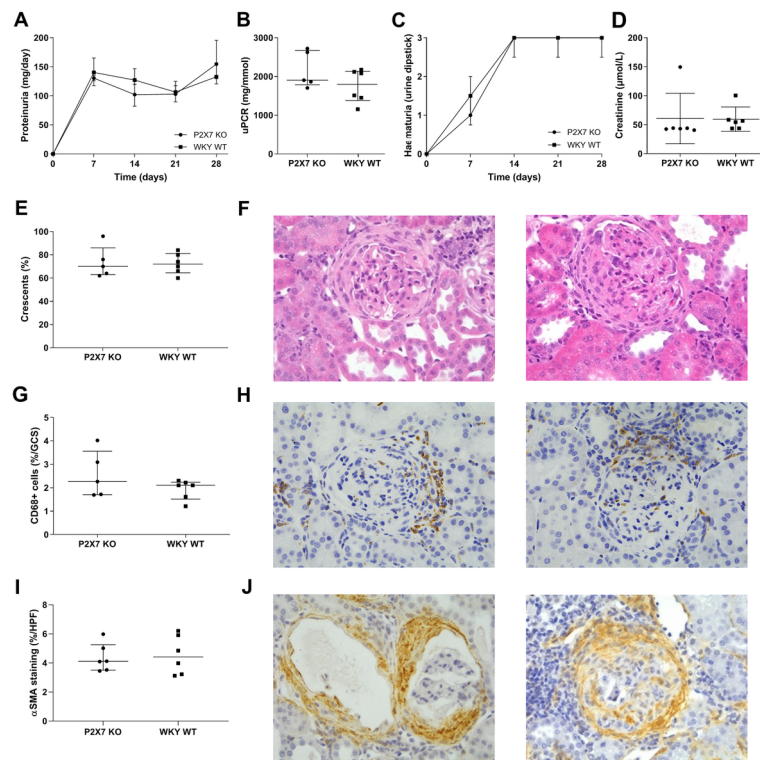 A
Proteinuria (mg/day)
200
150
100
50
0
0 7 14 21 28
Time (days)
P2X7 KO
WKY WT
B
uPCR (mg/mmol)
3000
2000
1000
0
P2X7 KO WKY WT
C
Haematuria (urine dipstick)
3
2
1
0
0 7 14 21 28
Time (days)
P2X7 KO
WKY WT
D
Creatinine (μmol/L)
200
150
100
50
0
P2X7 KO WKY WT
E
Crescents (%)
100
80
60
40
20
0
P2X7 KO WKY WT
F
G
CD68+ cells (%/GCS)
5
4
3
2
1
0
P2X7 KO WKY WT
H
I
αSMA staining (%/HPF)
8
6
4
2
0
P2X7 KO WKY WT
J